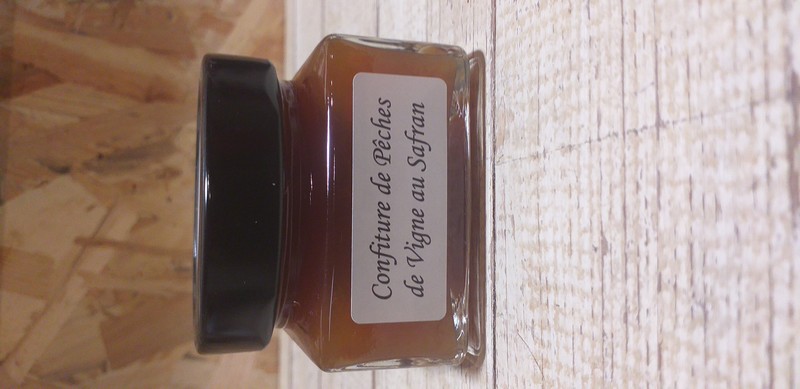 Confiture de Pêches
de Vigne au Safran